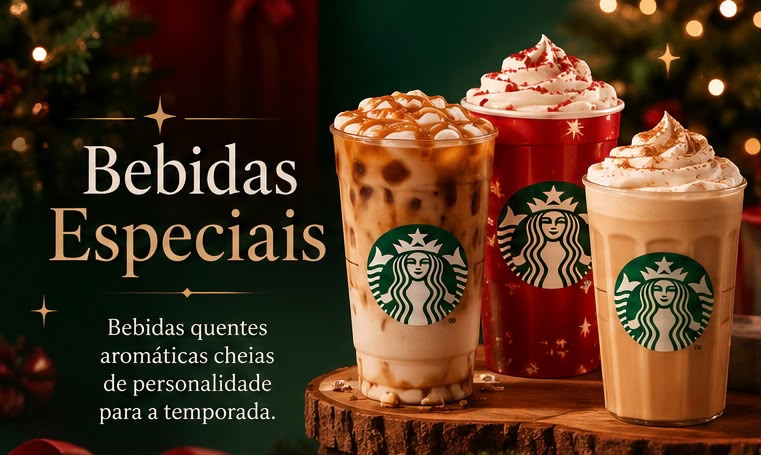 Bebidas
Especiais
Bebidas quentes
aromáticas cheias
de personalidade
para a temporada.